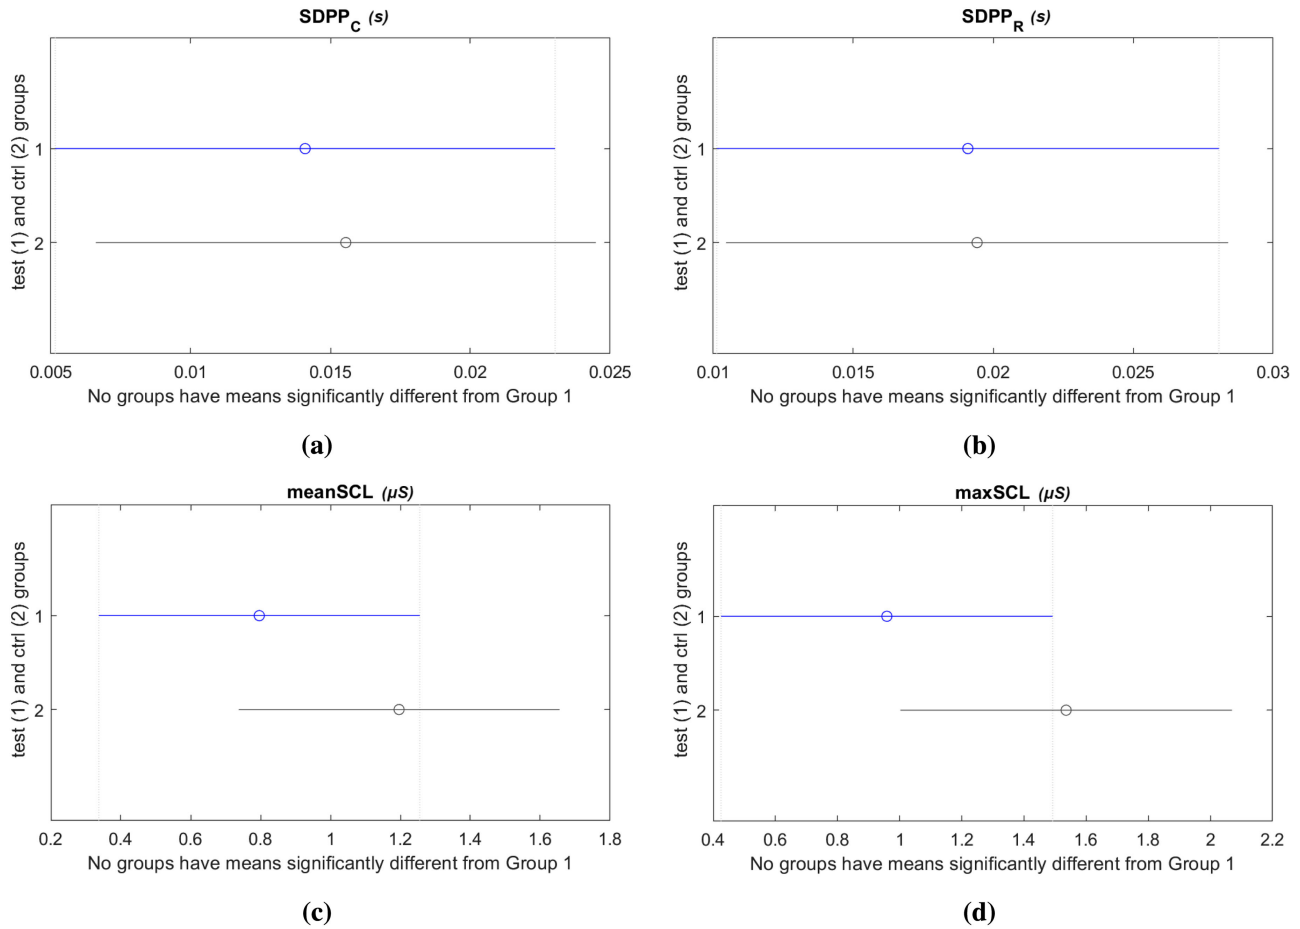 SDPP_C (s)
test (1) and ctrl (2) groups
1
2
0.005 0.01 0.015 0.02 0.025
No groups have means significantly different from Group 1
(a)
SDPP_R (s)
test (1) and ctrl (2) groups
1
2
0.01 0.015 0.02 0.025 0.03
No groups have means significantly different from Group 1
(b)
meanSCL (µS)
test (1) and ctrl (2) groups
1
2
0.2 0.4 0.6 0.8 1 1.2 1.4 1.6 1.8
No groups have means significantly different from Group 1
(c)
maxSCL (µS)
test (1) and ctrl (2) groups
1
2
0.4 0.6 0.8 1 1.2 1.4 1.6 1.8 2 2.2
No groups have means significantly different from Group 1
(d)